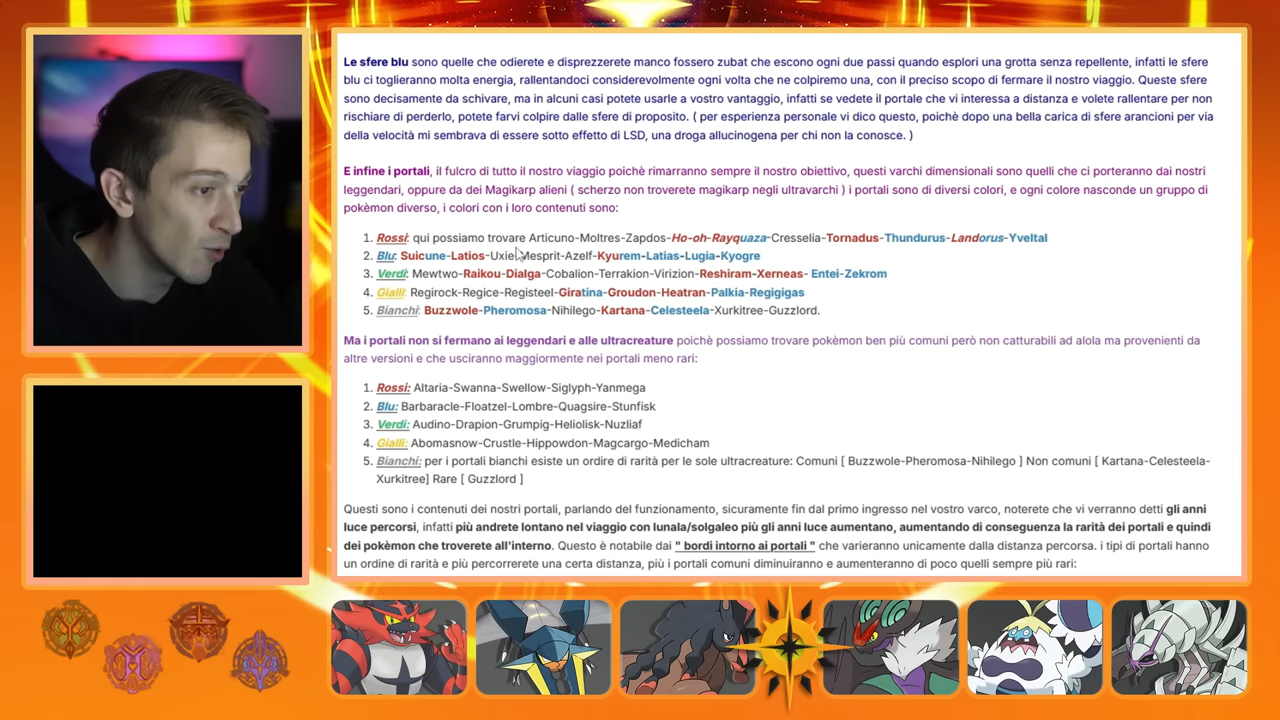 Le sfere blu sono quelle che odierete e disprezzerete manco fossero zubat che escono ogni due passi quando esplori una grotta senza repellente, infatti le sfere
blu ci toglieranno molta energia, rallentandoci considerevolmente ogni volta che ne colpiremo una, con il preciso scopo di fermare il nostro viaggio. Queste sfere
sono decisamente da schivare, ma in alcuni casi potete usarle a vostro vantaggio, infatti se vedete il portale che vi interessa a distanza e volete rallentare per non
rischiare di perderlo, potete farvi colpire dalle sfere di proposito. ( per esperienza personale vi dico questo, poichè dopo una bella carica di sfere arancioni per via
della velocità mi sembrava di essere sotto effetto di LSD, una droga allucinogena per chi non la conosce. )
E infine i portali, il fulcro di tutto il nostro viaggio poichè rimarranno sempre il nostro obiettivo, questi varchi dimensionali sono quelli che ci porteranno dai nostri
leggendari, oppure da dei Magikarp alieni ( scherzo non troverete magikarp negli ultravarchi ) i portali sono di diversi colori, e ogni colore nasconde un gruppo di
pokèmon diverso, i colori con i loro contenuti sono:
1. Rossi: qui possiamo trovare Articuno-Moltres-Zapdos-Ho-oh-Rayquaza-Cresselia-Tornadus-Thundurus-Landorus-Yveltal
2. Blu: Suicune-Latios-Uxie-Mesprit-Azelf-Kyurem-Latias-Lugia-Kyogre
3. Verdi: Mewtwo-Raikou-Dialga-Cobalion-Terrakion-Virizion-Reshiram-Xerneas- Entei-Zekrom
4. Gialli: Regirock-Regice-Registeel-Giratina-Groudon-Heatran-Palkia-Regigigas
5. Bianchi: Buzzwole-Pheromosa-Nihilego-Kartana-Celesteela-Xurkitree-Guzzlord.
Ma i portali non si fermano ai leggendari e alle ultracreature poichè possiamo trovare pokèmon ben più comuni però non catturabili ad alola ma provenienti da
altre versioni e che usciranno maggiormente nei portali meno rari:
1. Rossi: Altaria-Swanna-Swellow-Siglyph-Yanmega
2. Blu: Barbaracle-Floatzel-Lombre-Quagsire-Stunfisk
3. Verdi: Audino-Drapion-Grumpig-Heliolisk-Nuzliaf
4. Gialli: Abomasnow-Crustle-Hippowdon-Magcargo-Medicham
5. Bianchi: per i portali bianchi esiste un ordire di rarità per le sole ultracreature: Comuni [ Buzzwole-Pheromosa-Nihilego ] Non comuni [ Kartana-Celesteela-
Xurkitree] Rare [ Guzzlord ]
Questi sono i contenuti dei nostri portali, parlando del funzionamento, sicuramente fin dal primo ingresso nel vostro varco, noterete che vi verranno detti gli anni
luce percorsi, infatti più andrete lontano nel viaggio con lunala/solgaleo più gli anni luce aumentano, aumentando di conseguenza la rarità dei portali e quindi
dei pokèmon che troverete all'interno. Questo è notabile dai " bordi intorno ai portali " che varieranno unicamente dalla distanza percorsa. i tipi di portali hanno
un ordine di rarità e più percorrerete una certa distanza, più i portali comuni diminuiranno e aumenteranno di poco quelli sempre più rari: